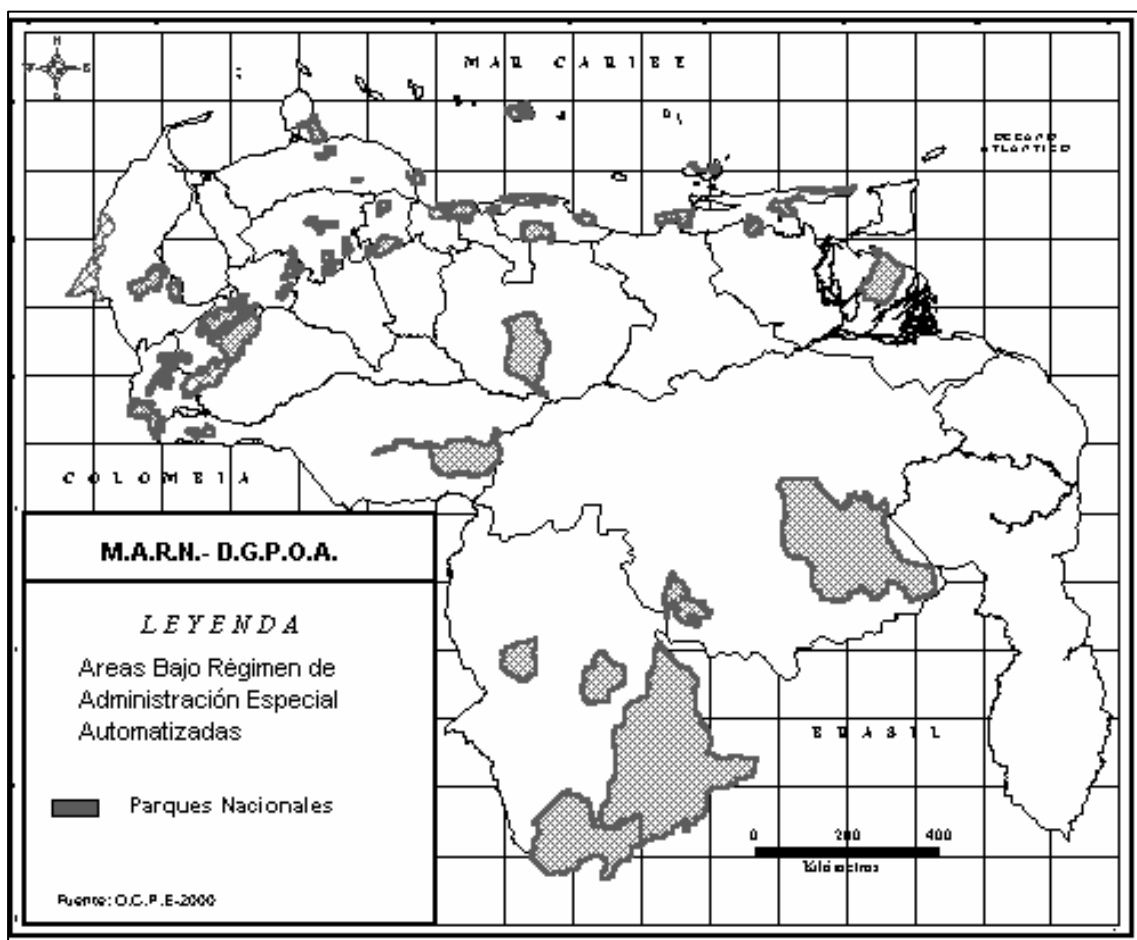 N
E
MAR CARIBE
OCEANO
ATLANTICO
COLOMBIA
M.A.R.N.- D.G.P.O.A.
LEYENDA
Areas Bajo Régimen de
Administración Especial
Automatizadas
Parques Nacionales
Fuente: O.C.P.E-2000
BRASIL
0 200 400
Kilómetros